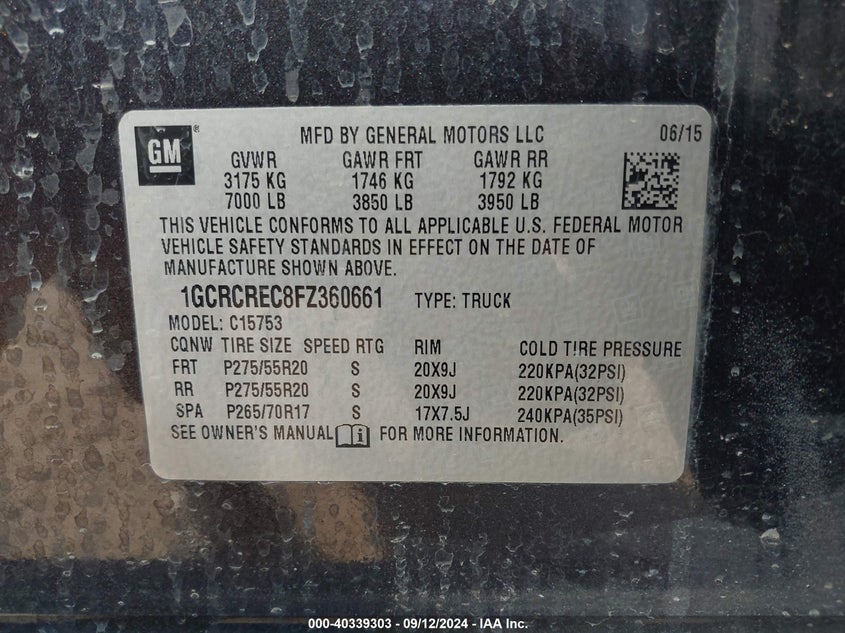 GM ® MFD BY GENERAL MOTORS LLC 06/15
GVWR GAWR FRT GAWR RR
3175 KG 1746 KG 1792 KG
7000 LB 3850 LB 3950 LB
THIS VEHICLE CONFORMS TO ALL APPLICABLE U.S. FEDERAL MOTOR
VEHICLE SAFETY STANDARDS IN EFFECT ON THE DATE OF
MANUFACTURE SHOWN ABOVE.
1GCRCREC8FZ360661 TYPE: TRUCK
MODEL: C15753
CQNW TIRE SIZE SPEED RTG RIM COLD TIRE PRESSURE
FRT P275/55R20 S 20X9J 220KPA(32PSI)
RR P275/55R20 S 20X9J 220KPA(32PSI)
SPA P265/70R17 S 17X7.5J 240KPA(35PSI)
SEE OWNER'S MANUAL i FOR MORE INFORMATION.
000-40339303 - 09/12/2024 - IAA Inc.